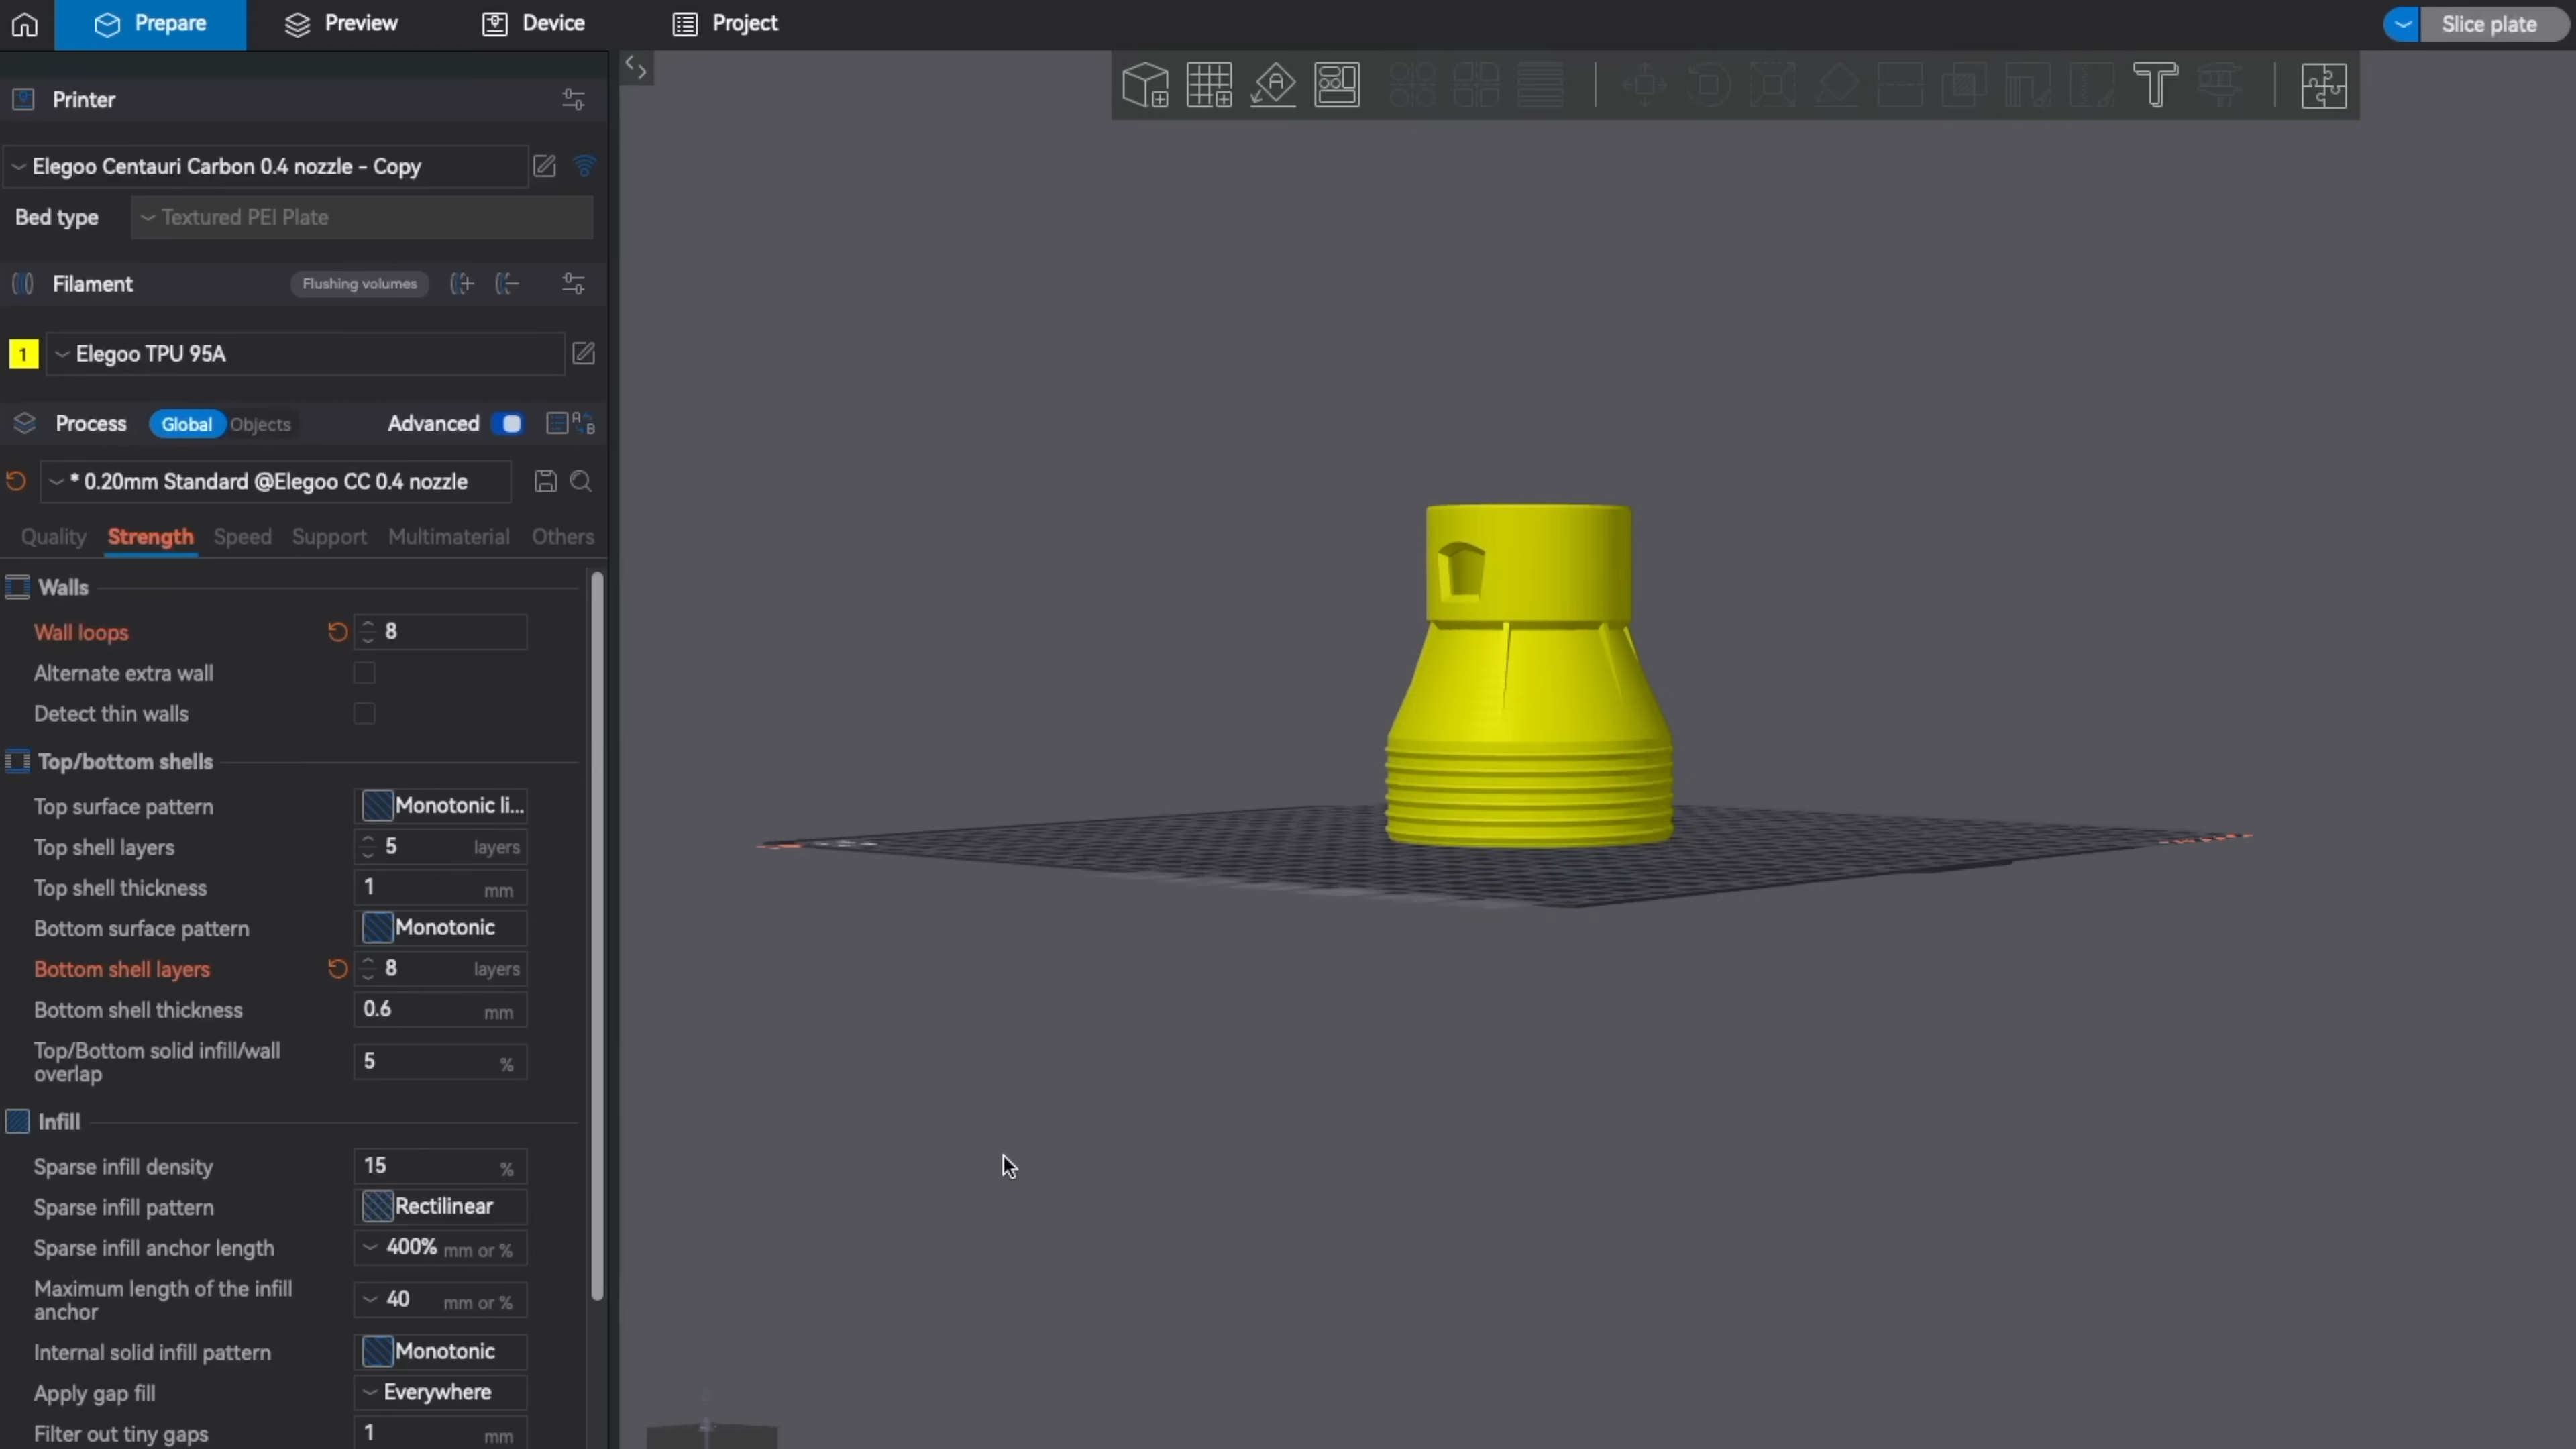 Prepare
Preview
Device
Project
Slice plate
Printer
Elegoo Centauri Carbon 0.4 nozzle - Copy
Bed type
Textured PEI Plate
Filament
Flushing volumes
1
Elegoo TPU 95A
Process
Global
Objects
Advanced
A
B
* 0.20mm Standard @Elegoo CC 0.4 nozzle
Quality
Strength
Speed
Support
Multimaterial
Others
Walls
Wall loops
8
Alternate extra wall
Detect thin walls
Top/bottom shells
Top surface pattern
Monotonic li...
Top shell layers
5 layers
Top shell thickness
1 mm
Bottom surface pattern
Monotonic
Bottom shell layers
8 layers
Bottom shell thickness
0.6 mm
Top/Bottom solid infill/wall
overlap
5 %
Infill
Sparse infill density
15 %
Sparse infill pattern
Rectilinear
Sparse infill anchor length
400% mm or %
Maximum length of the infill
anchor
40 mm or %
Internal solid infill pattern
Monotonic
Apply gap fill
Everywhere
Filter out tiny gaps
1 mm